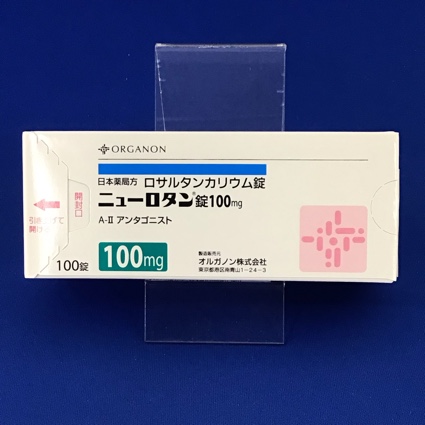 ORGANON
日本薬局方 ロサルタンカリウム錠
ニューロタン®錠100mg
A-II アンタゴニスト
開封口
100錠
100mg
製造販売元
オルガノン株式会社
東京都港区南青山1-24-3